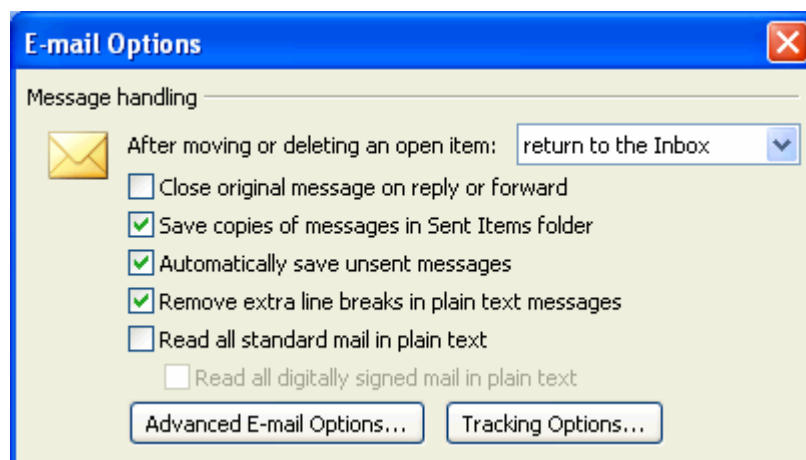 E-mail Options
Message handling
After moving or deleting an open item: return to the Inbox
Close original message on reply or forward
Save copies of messages in Sent Items folder
Automatically save unsent messages
Remove extra line breaks in plain text messages
Read all standard mail in plain text
Read all digitally signed mail in plain text
Advanced E-mail Options... Tracking Options...